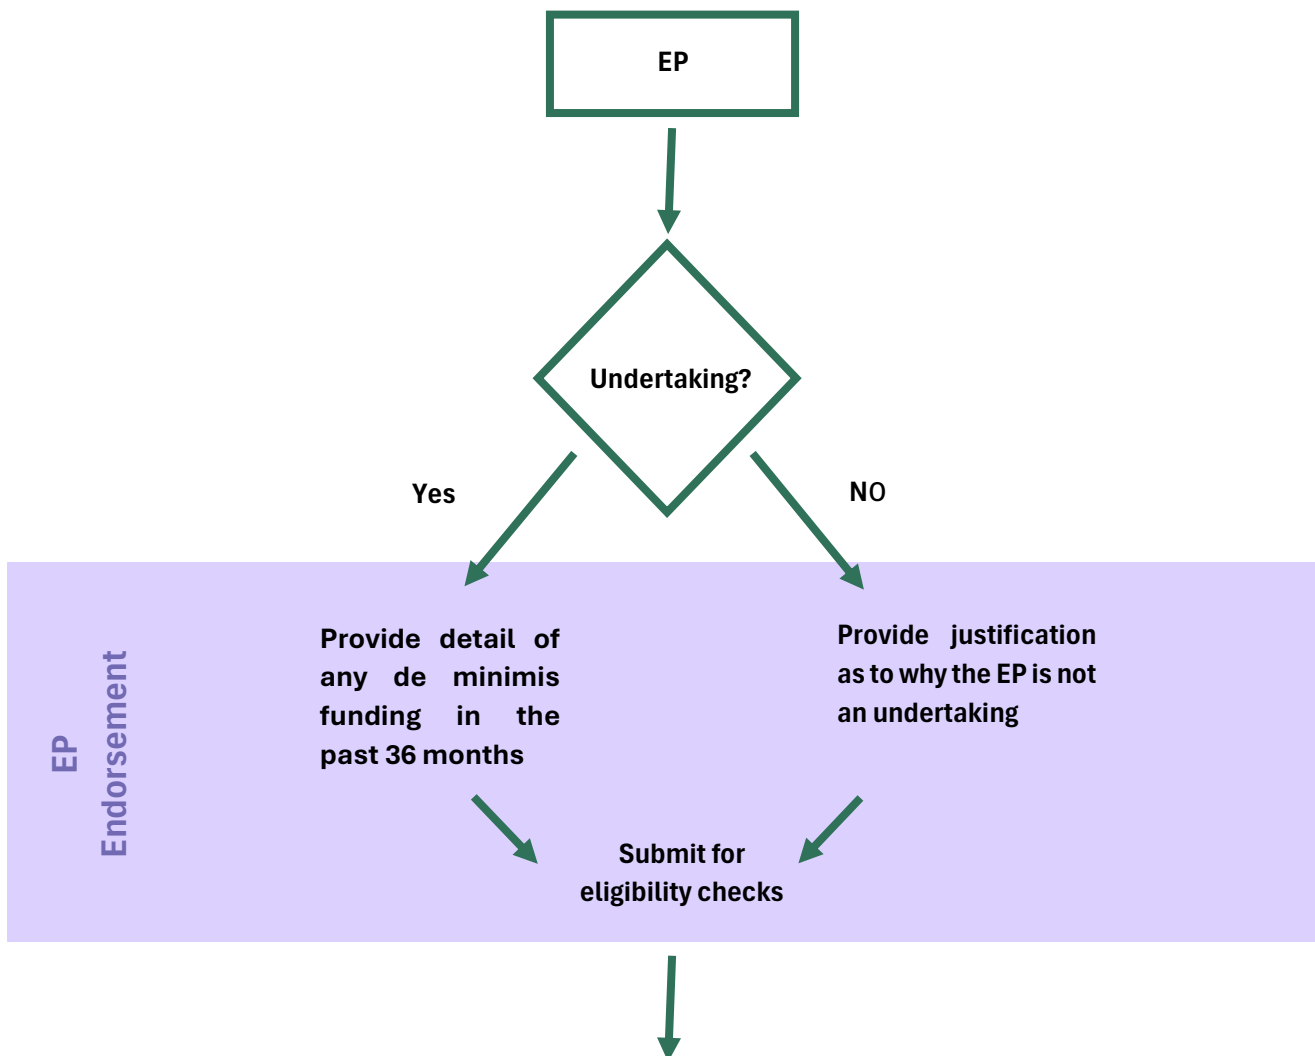 EP
Undertaking?
Yes
NO
Provide detail of
any de minimis
funding in the
past 36 months
Provide justification
as to why the EP is not
an undertaking
EP
Endorsement
Submit for
eligibility checks